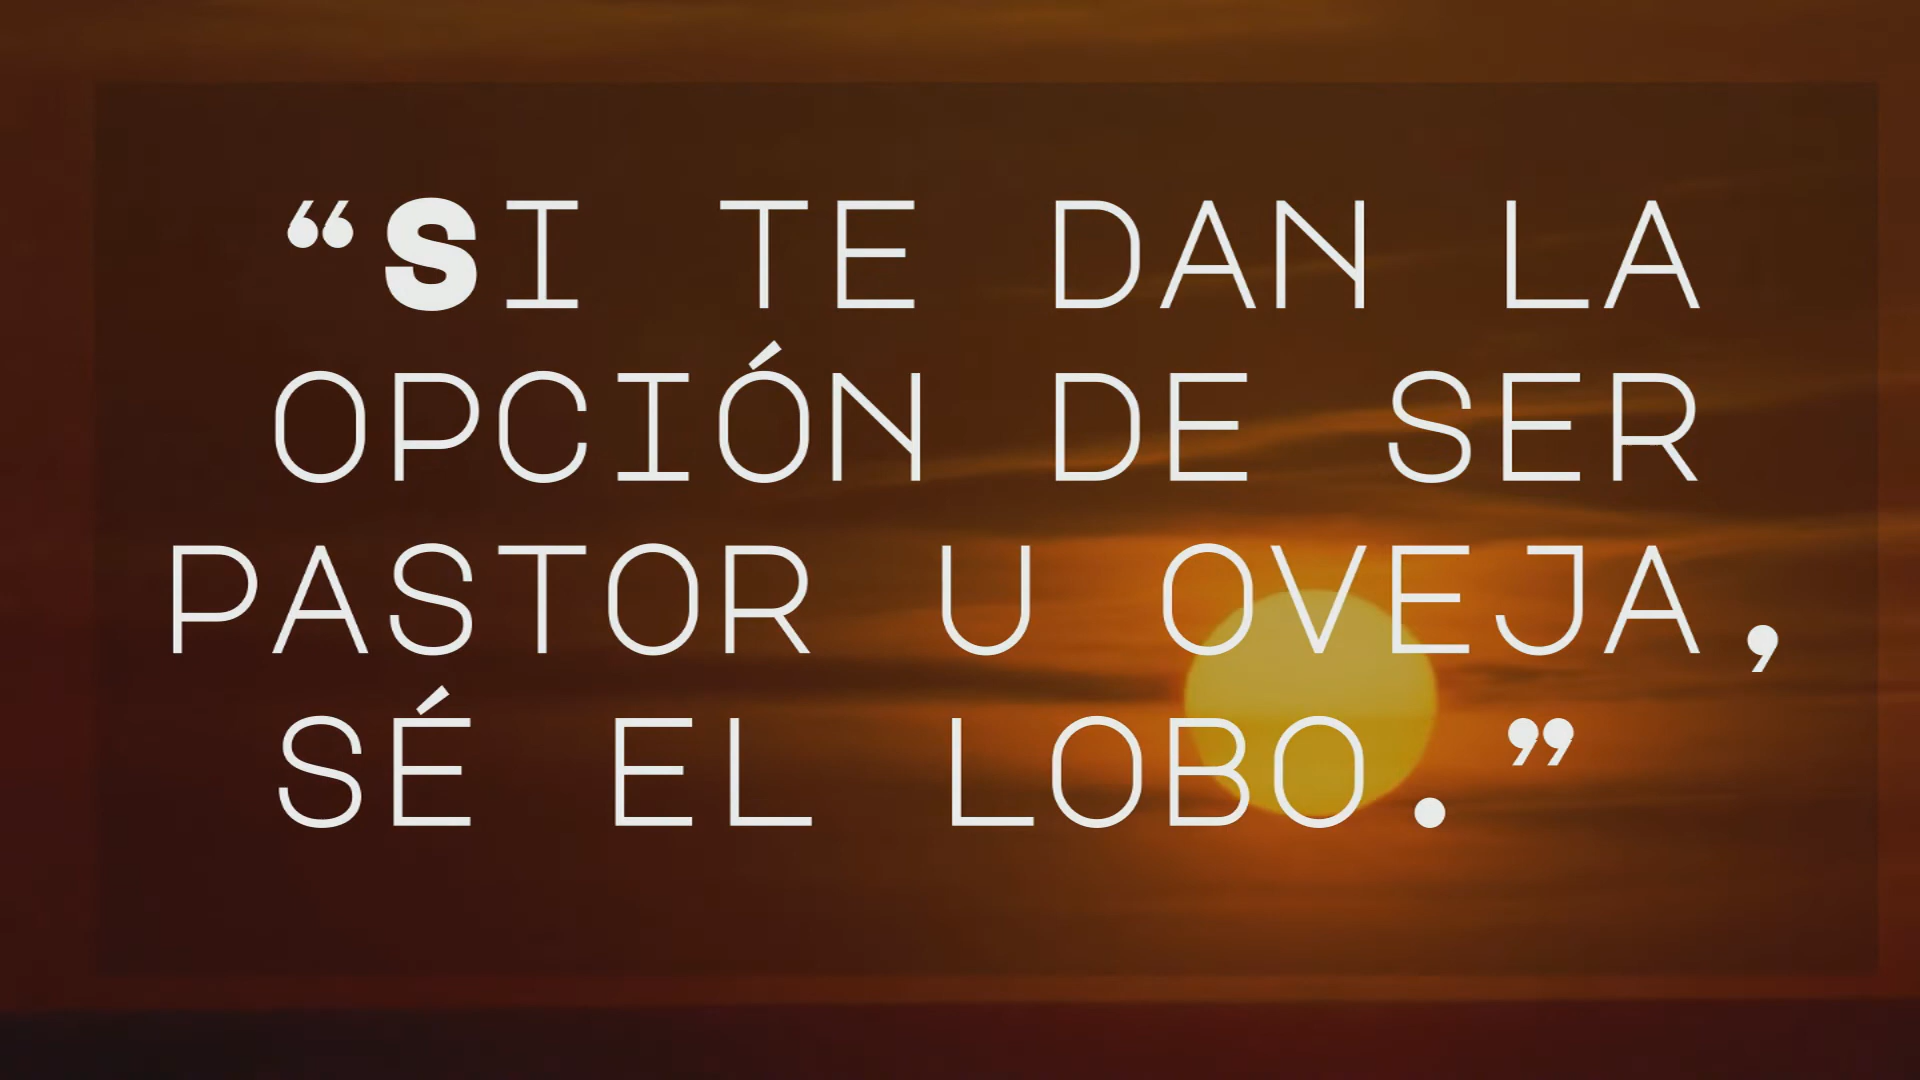 “SI TE DAN LA
OPCIÓN DE SER
PASTOR U OVEJA,
SÉ EL LOBO.”